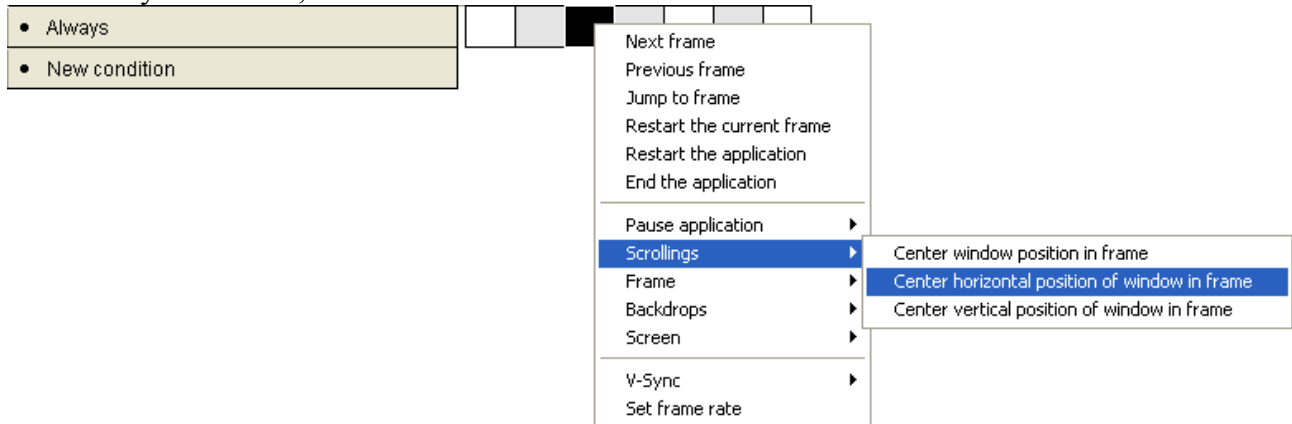 Always
New condition
Next frame
Previous frame
Jump to frame
Restart the current frame
Restart the application
End the application
Pause application
Scrollings
Frame
Backdrops
Screen
V-Sync
Set frame rate
Center window position in frame
Center horizontal position of window in frame
Center vertical position of window in frame